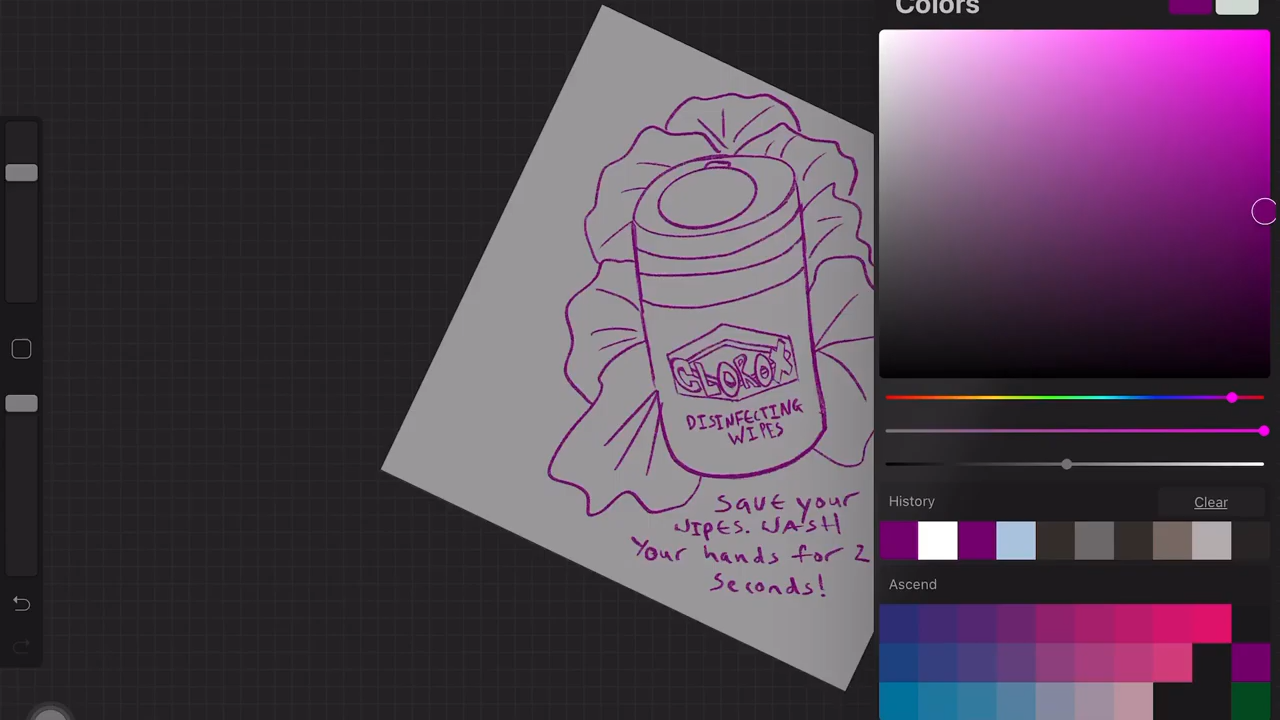 Colors
CLOROX
DISINFECTING
WIPES
SAVE your
WIPES. WASH
Your hands for 2
Seconds!
History
Clear
Ascend